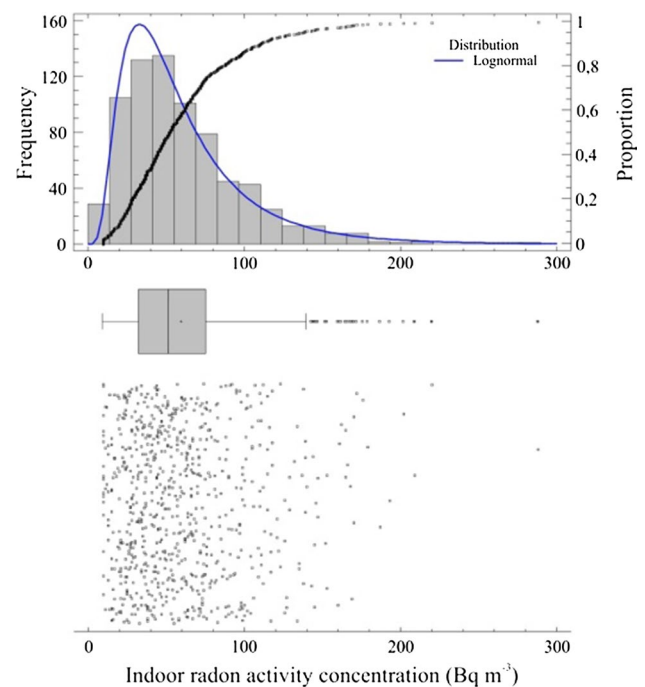 160
120
80
40
0
Frequency
1
0,8
0,6
0,4
0,2
0
Proportion
Distribution
Lognormal
0 100 200 300
0 100 200 300
Indoor radon activity concentration (Bq m⁻³)